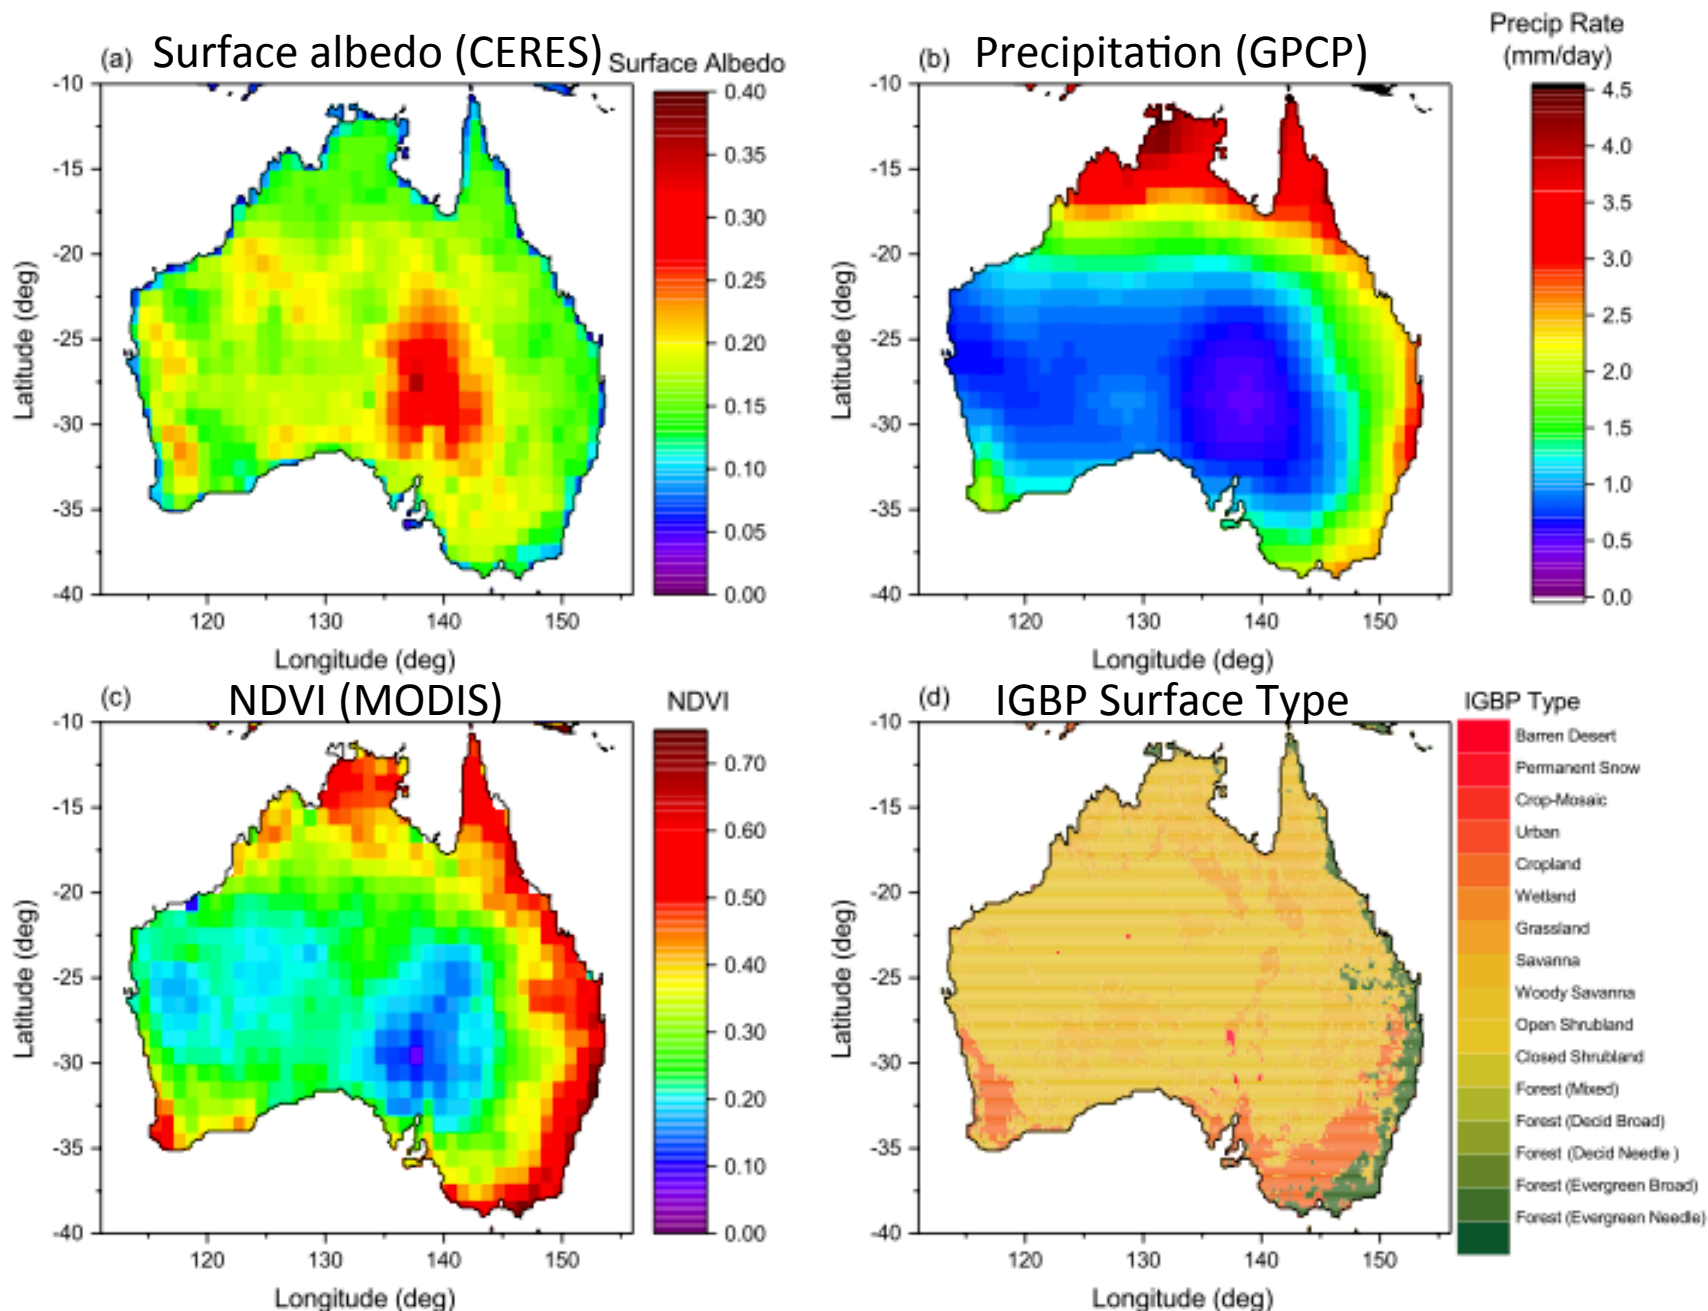 (a) Surface albedo (CERES) Surface Albedo
-10
-15
-20
-25
-30
-35
-40
Latitude (deg)
120 130 140 150
Longitude (deg)
0.40
0.35
0.30
0.25
0.20
0.15
0.10
0.05
0.00
(b) Precipitation (GPCP)
Precip Rate
(mm/day)
-10
-15
-20
-25
-30
-35
-40
Latitude (deg)
120 130 140 150
Longitude (deg)
4.5
4.0
3.5
3.0
2.5
2.0
1.5
1.0
0.5
0.0
(c) NDVI (MODIS) NDVI
-10
-15
-20
-25
-30
-35
-40
Latitude (deg)
120 130 140 150
Longitude (deg)
0.70
0.60
0.50
0.40
0.30
0.20
0.10
0.00
(d) IGBP Surface Type IGBP Type
-10
-15
-20
-25
-30
-35
-40
Latitude (deg)
120 130 140 150
Longitude (deg)
Barren Desert
Permanent Snow
Crop-Mosaic
Urban
Cropland
Wetland
Grassland
Savanna
Woody Savanna
Open Shrubland
Closed Shrubland
Forest (Mixed)
Forest (Decid Broad)
Forest (Decid Needle )
Forest (Evergreen Broad)
Forest (Evergreen Needle)